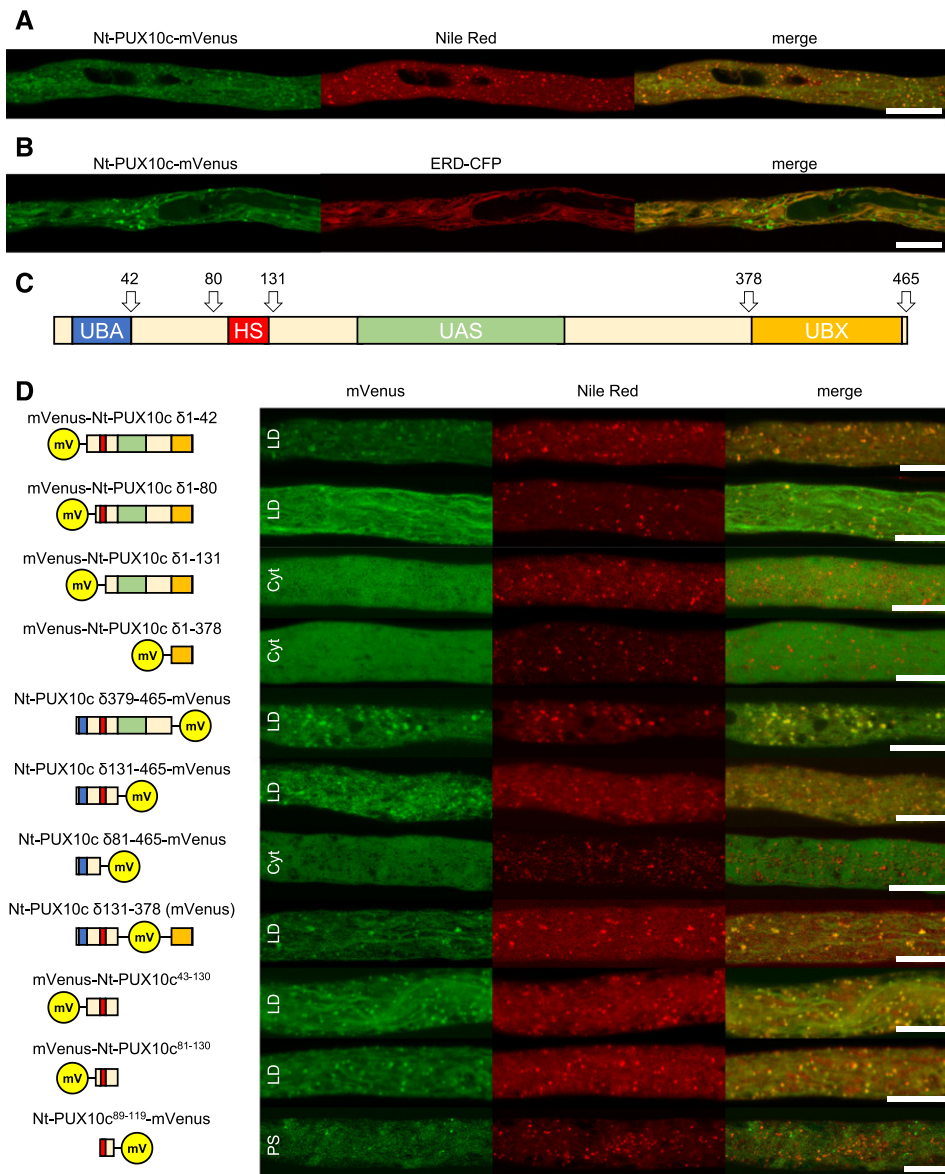 A
Nt-PUX10c-mVenus Nile Red merge
B
Nt-PUX10c-mVenus ERD-CFP merge
C
42 80 131 378 465
UBA HS UAS UBX
D
mVenus Nile Red merge
mVenus-Nt-PUX10c δ1-42
mV
LD
mVenus-Nt-PUX10c δ1-80
mV
LD
mVenus-Nt-PUX10c δ1-131
mV
Cyt
mVenus-Nt-PUX10c δ1-378
mV
Cyt
Nt-PUX10c δ379-465-mVenus
mV
LD
Nt-PUX10c δ131-465-mVenus
mV
LD
Nt-PUX10c δ81-465-mVenus
mV
Cyt
Nt-PUX10c δ131-378 (mVenus)
mV
LD
mVenus-Nt-PUX10c⁴³⁻¹³⁰
mV
LD
mVenus-Nt-PUX10c⁸¹⁻¹³⁰
mV
LD
Nt-PUX10c⁸⁹⁻¹¹⁹-mVenus
mV
PS